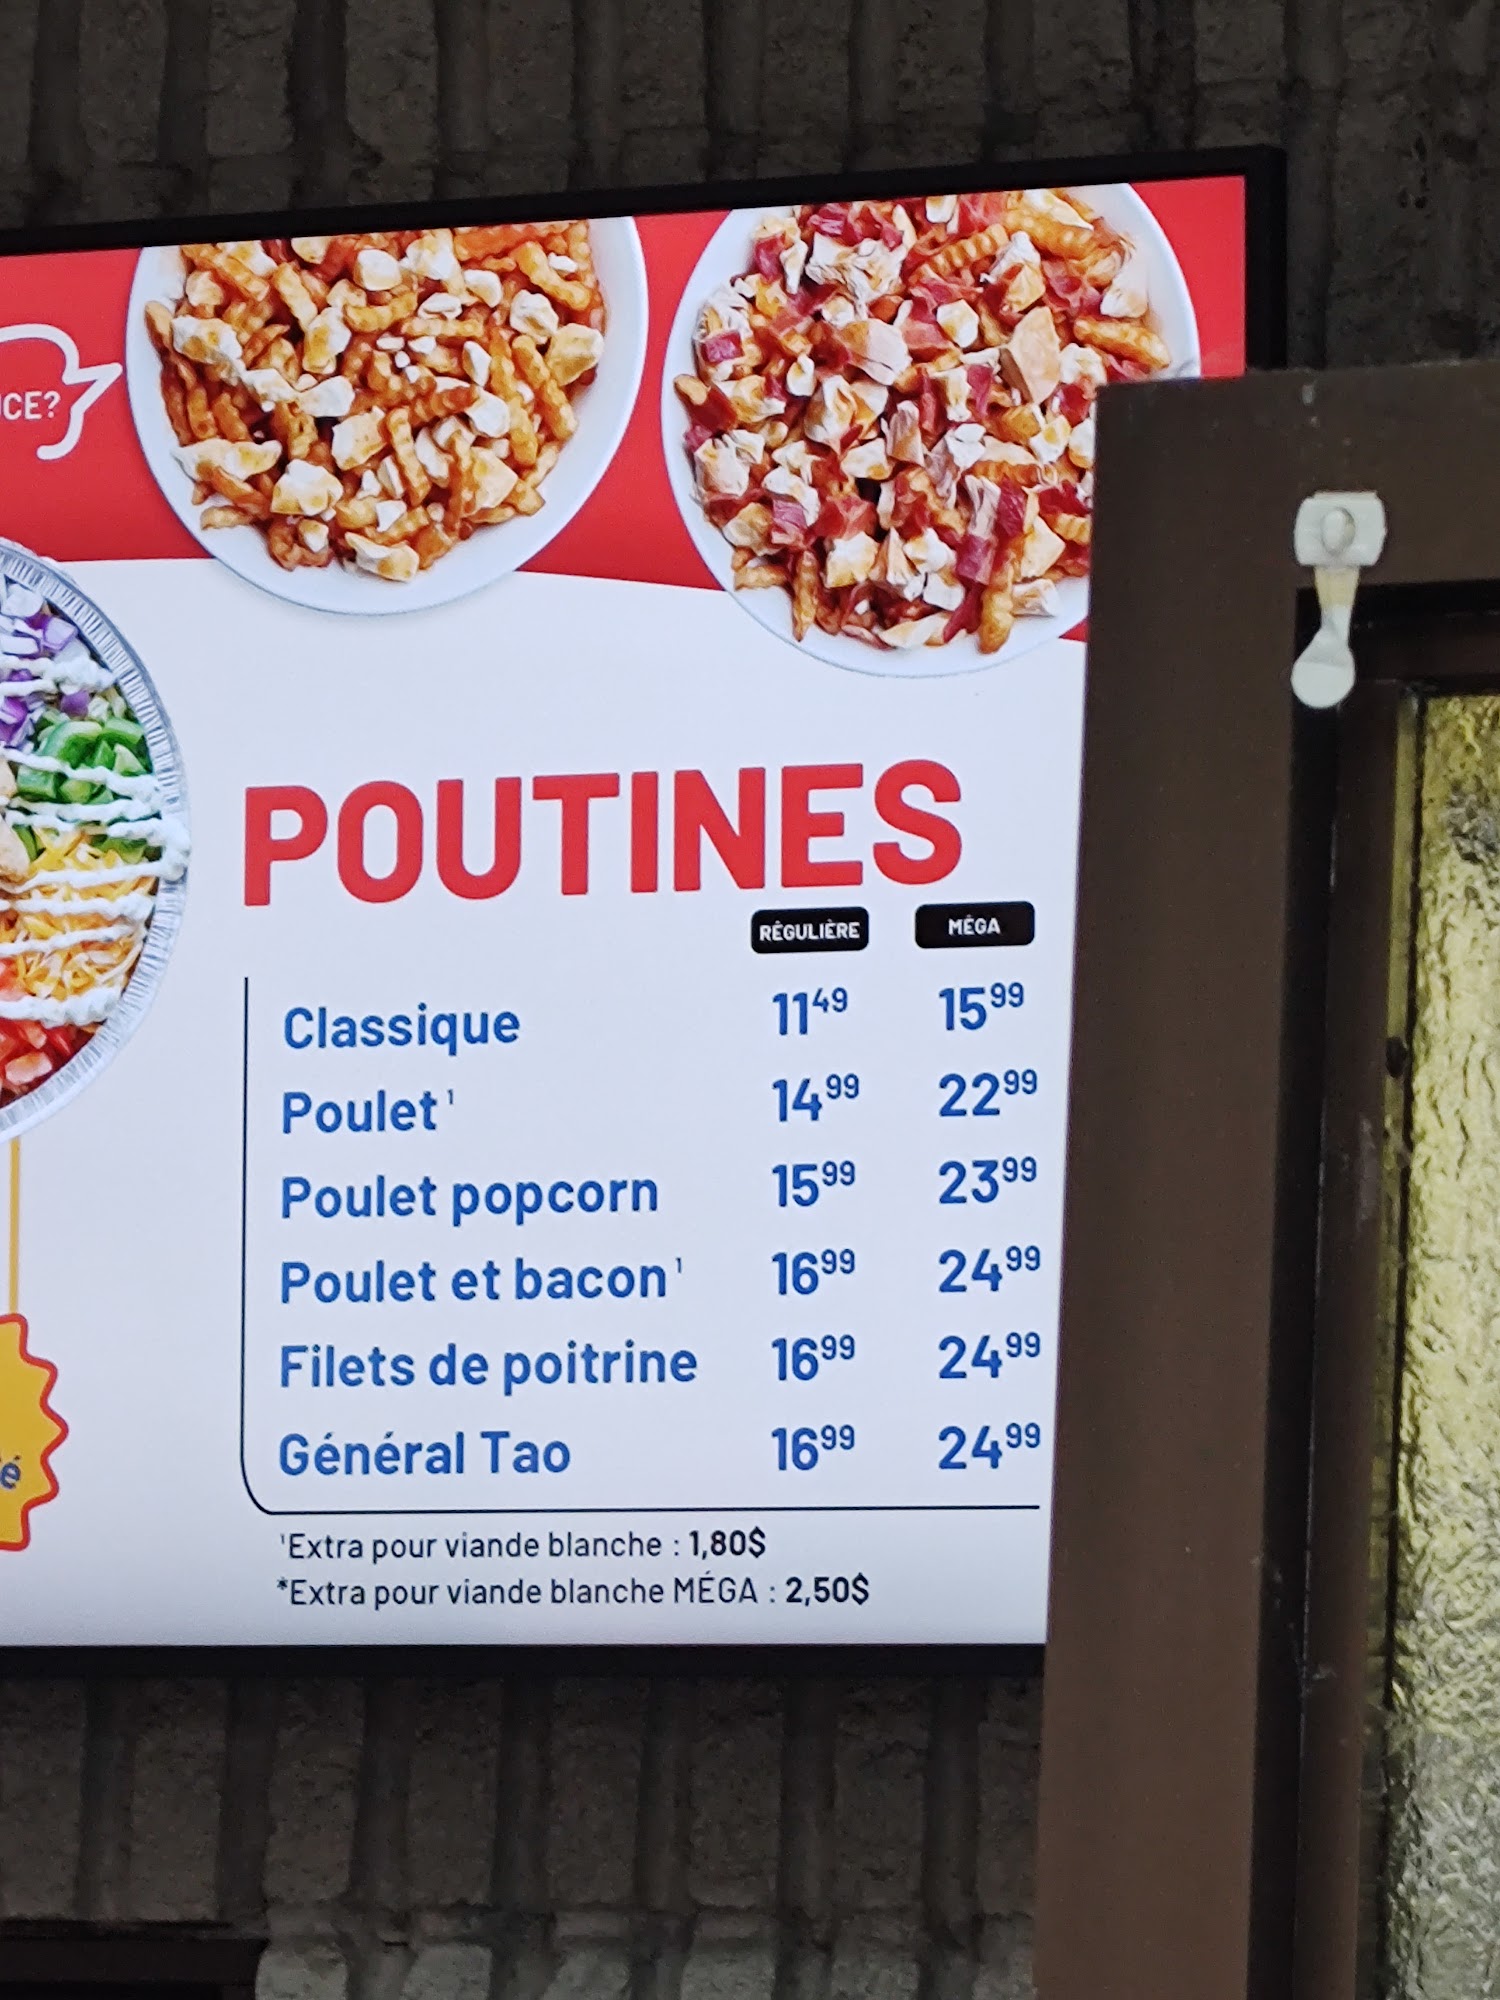 POUTINES
RÉGULIÈRE MÉGA
Classique 11⁴⁹ 15⁹⁹
Poulet¹ 14⁹⁹ 22⁹⁹
Poulet popcorn 15⁹⁹ 23⁹⁹
Poulet et bacon¹ 16⁹⁹ 24⁹⁹
Filets de poitrine 16⁹⁹ 24⁹⁹
Général Tao 16⁹⁹ 24⁹⁹
¹Extra pour viande blanche : 1,80$
*Extra pour viande blanche MÉGA : 2,50$